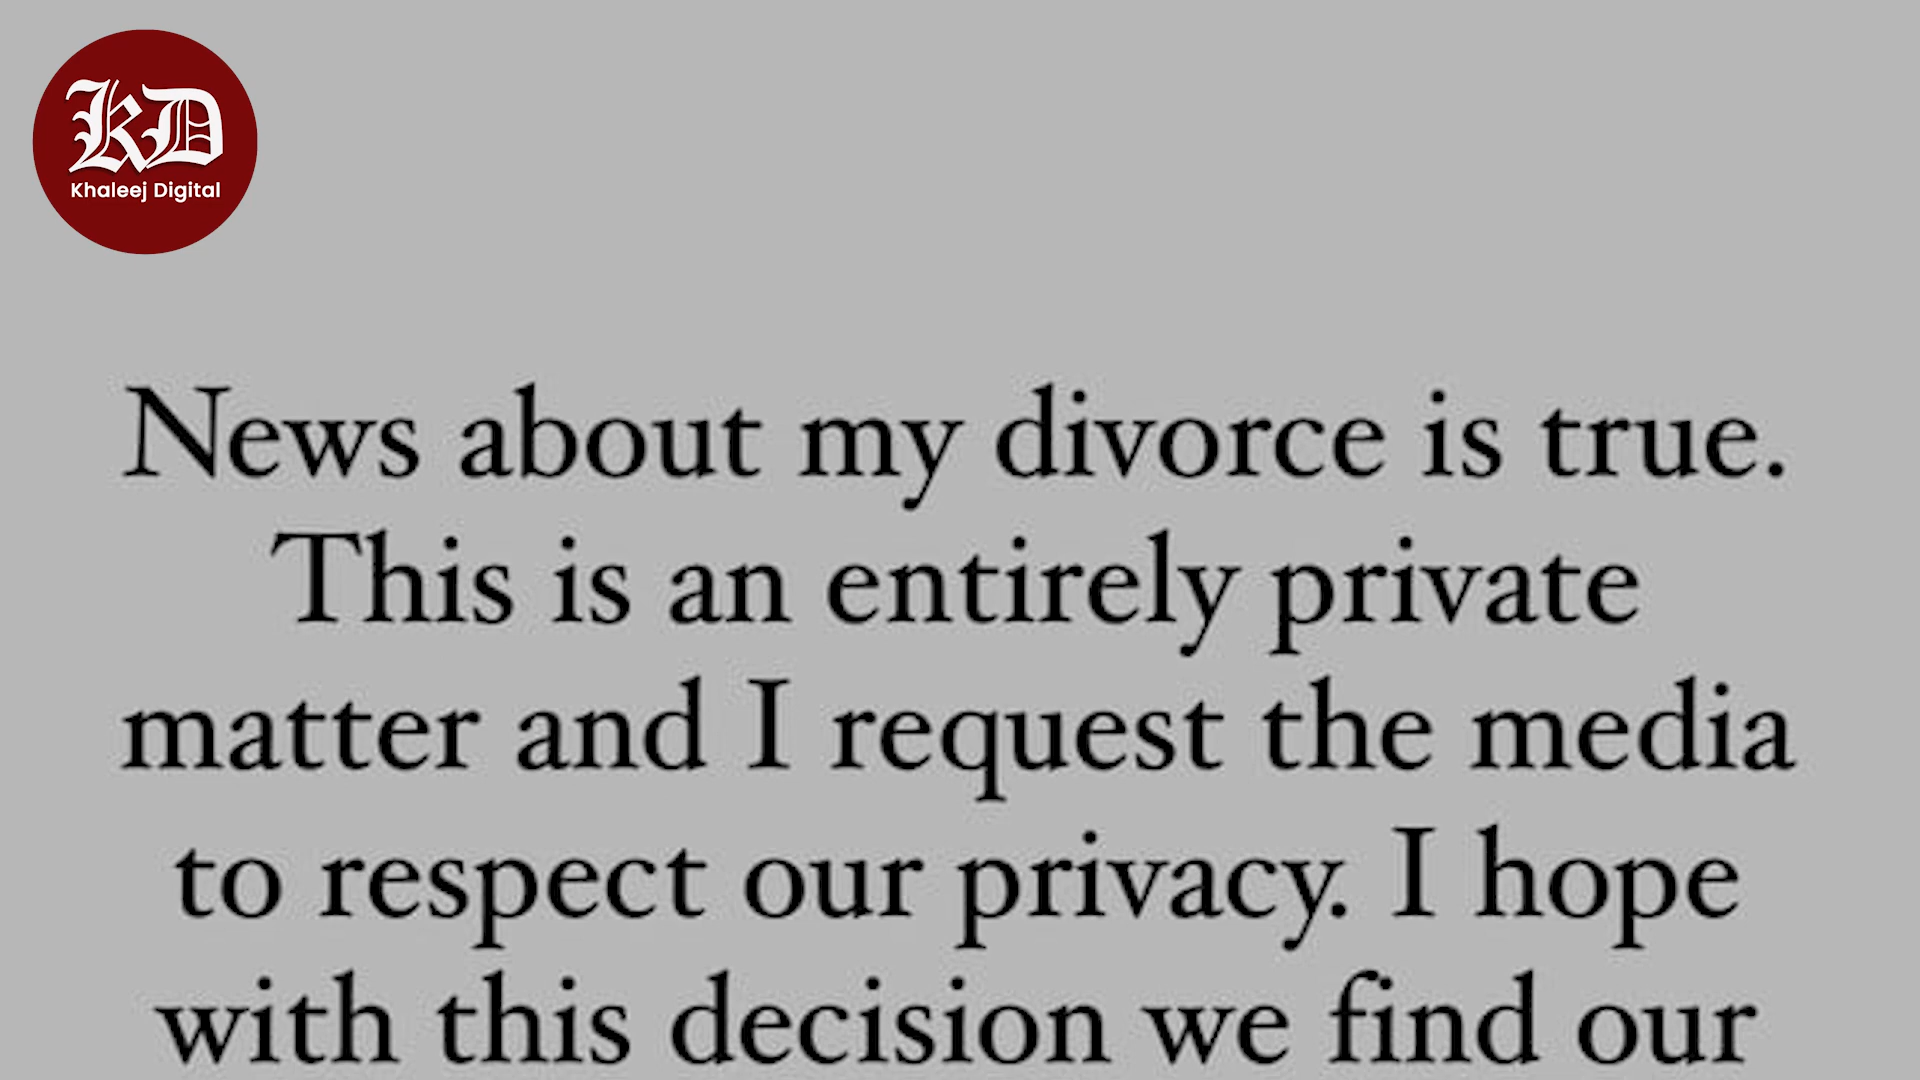 KD
Khaleej Digital
News about my divorce is true.
This is an entirely private
matter and I request the media
to respect our privacy. I hope
with this decision we find our